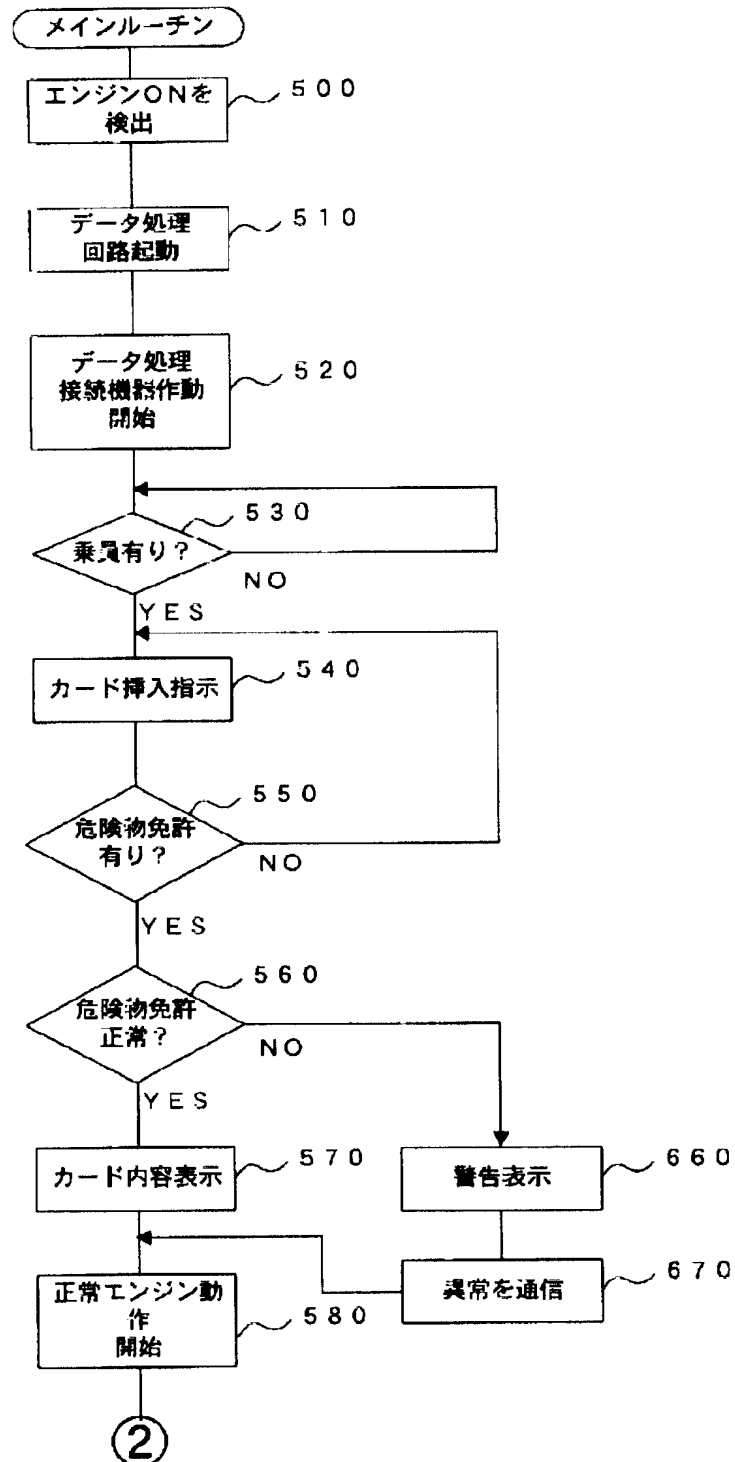 メインルーチン
エンジンONを
検出
500
データ処理
回路起動
510
データ処理
接続機器作動
開始
520
乗員有り?
530
NO
YES
カード挿入指示
540
危険物免許
有り?
550
NO
YES
危険物免許
正常?
560
NO
YES
カード内容表示
570
警告表示
660
異常を通信
670
正常エンジン動
作
開始
580
②